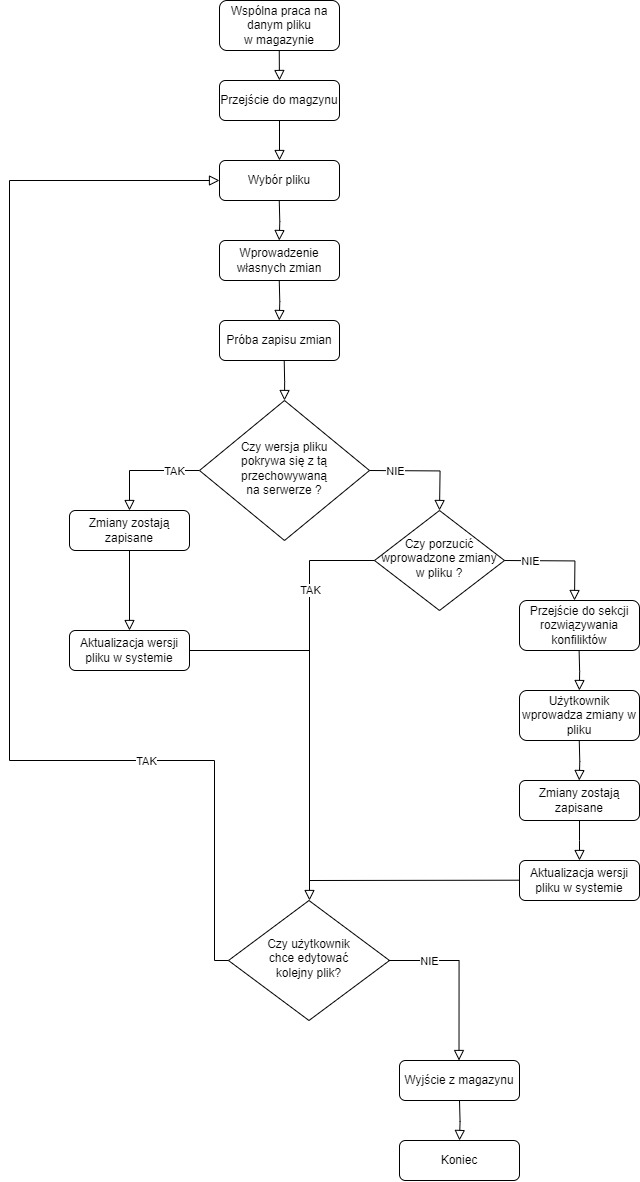 Wspólna praca na
danym pliku
w magazynie
Przejście do magzynu
Wybór pliku
Wprowadzenie
własnych zmian
Próba zapisu zmian
Czy wersja pliku
pokrywa się z tą
przechowywaną
na serwerze ?
TAK
NIE
Zmiany zostają
zapisane
Czy porzucić
wprowadzone zmiany
w pliku ?
TAK
NIE
Przejście do sekcji
rozwiązywania
konfiliktów
Aktualizacja wersji
pliku w systemie
Użytkownik
wprowadza zmiany w
pliku
TAK
Zmiany zostają
zapisane
Aktualizacja wersji
pliku w systemie
Czy użytkownik
chce edytować
kolejny plik?
NIE
Wyjście z magazynu
Koniec